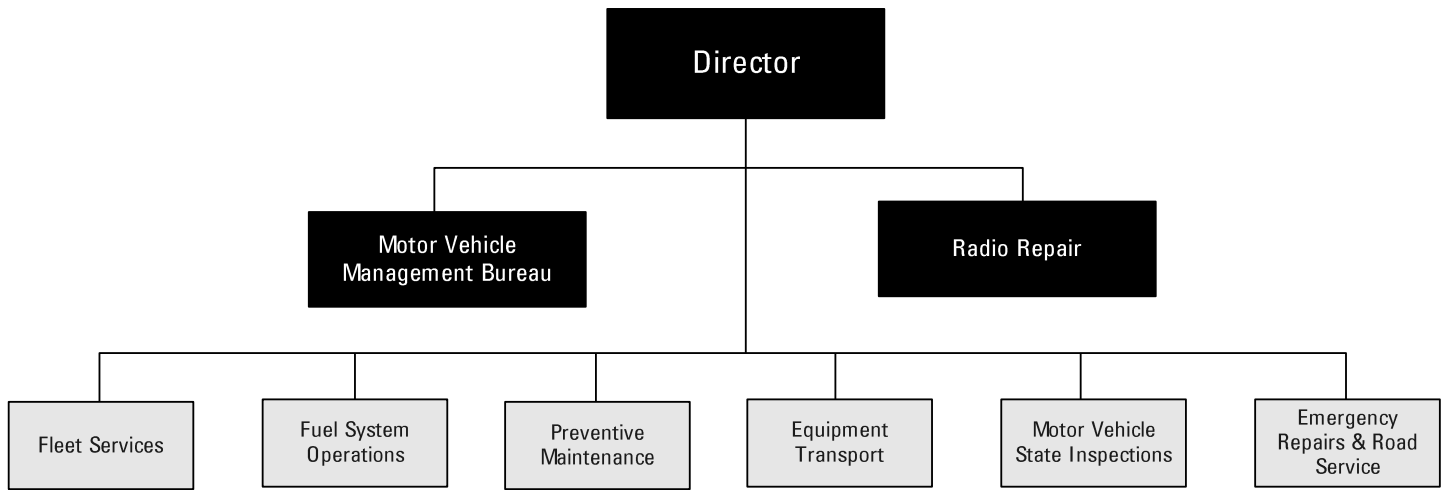 Director
Motor Vehicle
Management Bureau
Radio Repair
Fleet Services
Fuel System
Operations
Preventive
Maintenance
Equipment
Transport
Motor Vehicle
State Inspections
Emergency
Repairs & Road
Service